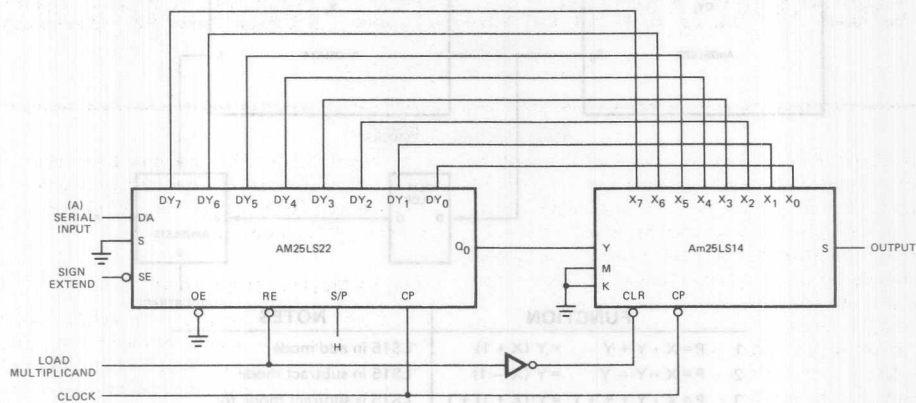 DY7 DY6 DY5 DY4 DY3 DY2 DY1 DY0
X7 X6 X5 X4 X3 X2 X1 X0
(A)
SERIAL
INPUT
DA
S
AM25LS22
Q0
SIGN
EXTEND
SE
OE RE S/P CP
H
Y
M
K
Am25LS14
S
OUTPUT
CLR CP
LOAD
MULTIPLICAND
CLOCK